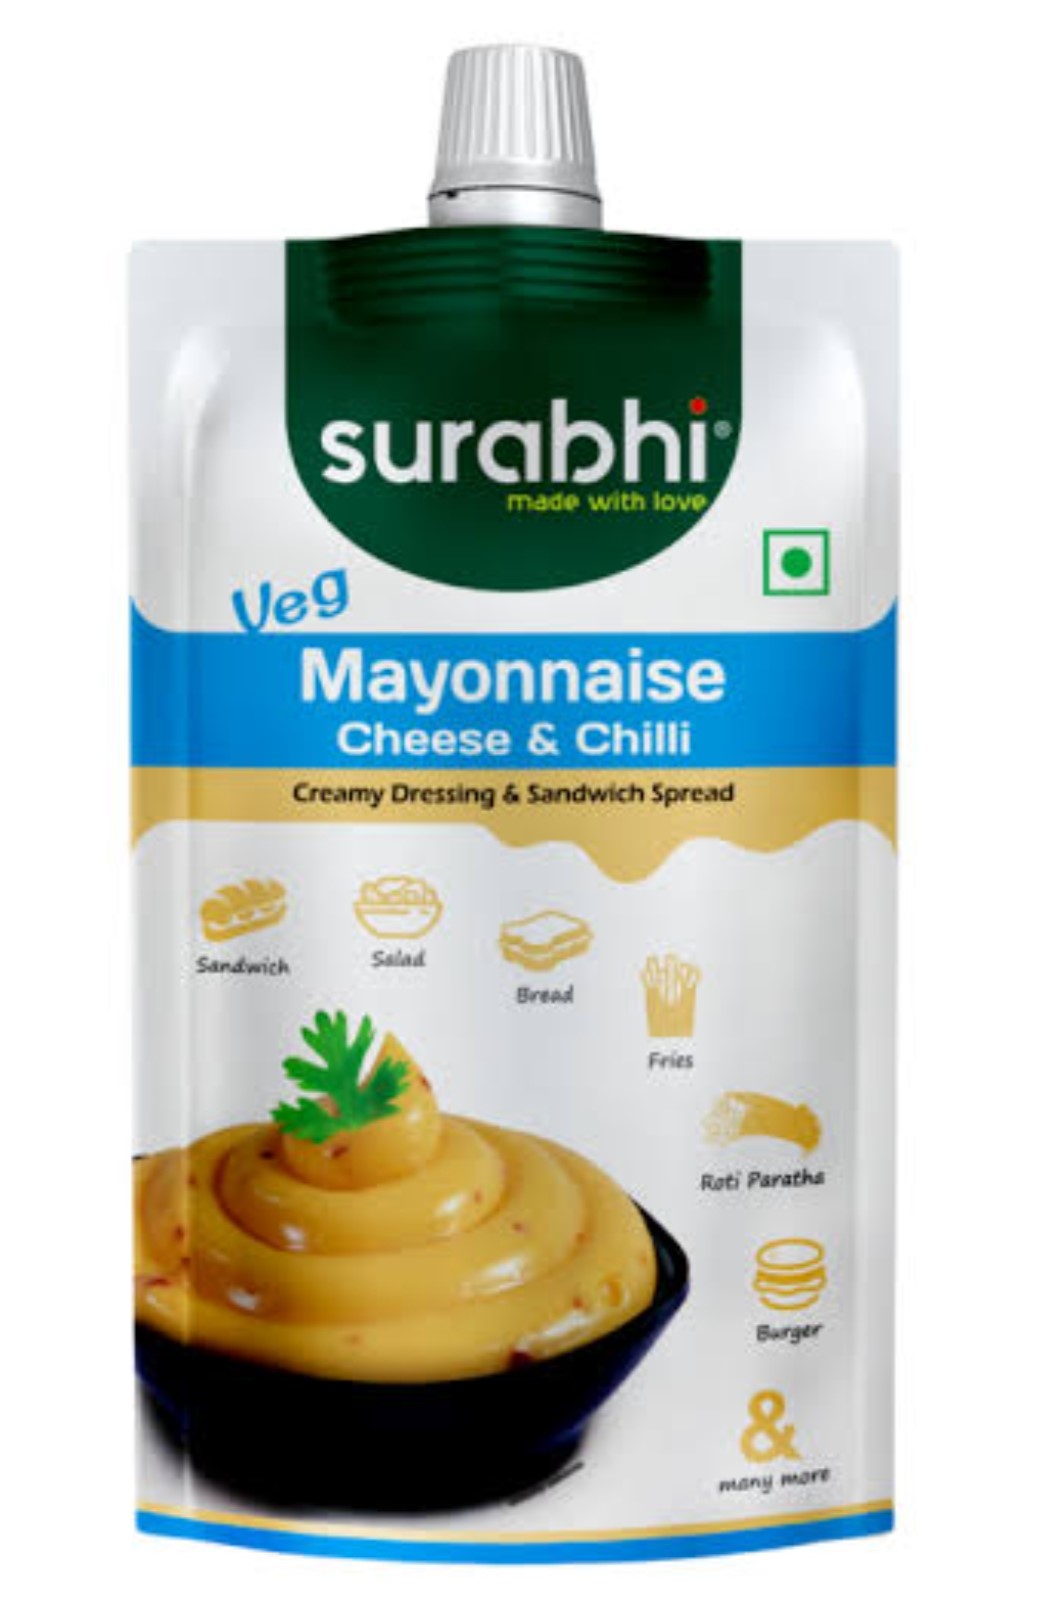 surabhi®
made with love
Veg
Mayonnaise
Cheese & Chilli
Creamy Dressing & Sandwich Spread
Sandwich
Salad
Bread
Fries
Roti Paratha
Burger
&
many more